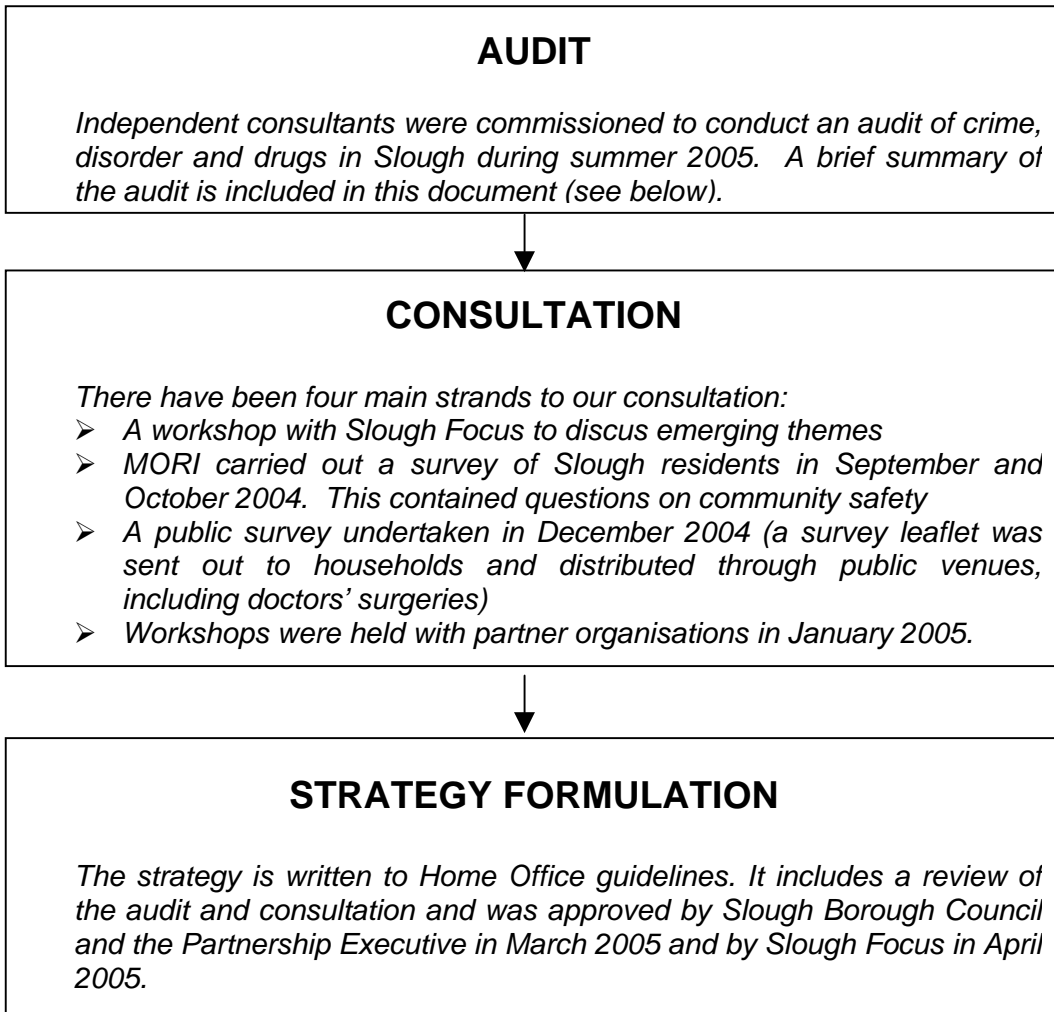 AUDIT
Independent consultants were commissioned to conduct an audit of crime,
disorder and drugs in Slough during summer 2005. A brief summary of
the audit is included in this document (see below).
CONSULTATION
There have been four main strands to our consultation:
➢ A workshop with Slough Focus to discus emerging themes
➢ MORI carried out a survey of Slough residents in September and
October 2004. This contained questions on community safety
➢ A public survey undertaken in December 2004 (a survey leaflet was
sent out to households and distributed through public venues,
including doctors’ surgeries)
➢ Workshops were held with partner organisations in January 2005.
STRATEGY FORMULATION
The strategy is written to Home Office guidelines. It includes a review of
the audit and consultation and was approved by Slough Borough Council
and the Partnership Executive in March 2005 and by Slough Focus in April
2005.